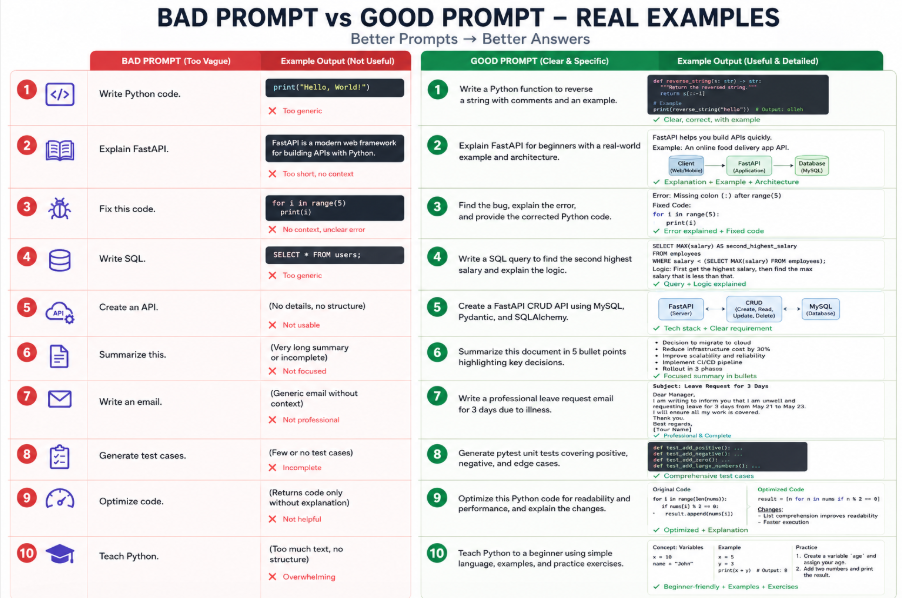 BAD PROMPT vs GOOD PROMPT – REAL EXAMPLES
Better Prompts → Better Answers
BAD PROMPT (Too Vague)
Example Output (Not Useful)
GOOD PROMPT (Clear & Specific)
Example Output (Useful & Detailed)
1
</>
Write Python code.
print("Hello, World!")
✗ Too generic
1
Write a Python function to reverse
a string with comments and an example.
def reverse_string(s: str) -> str:
"""Return the reversed string."""
return s[::-1]
# Example
print(reverse_string("hello")) # Output: olleh
✓ Clear, correct, with example
2
Explain FastAPI.
FastAPI is a modern web framework
for building APIs with Python.
✗ Too short, no context
2
Explain FastAPI for beginners with a real-world
example and architecture.
FastAPI helps you build APIs quickly.
Example: An online food delivery app API.
Client
(Web/Mobile)
FastAPI
(Application)
Database
(MySQL)
✓ Explanation + Example + Architecture
3
Fix this code.
for i in range(5)
print(i)
✗ No context, unclear error
3
Find the bug, explain the error,
and provide the corrected Python code.
Error: Missing colon (:) after range(5)
Fixed Code:
for i in range(5):
print(i)
✓ Error explained + Fixed code
4
Write SQL.
SELECT * FROM users;
✗ Too generic
4
Write a SQL query to find the second highest
salary and explain the logic.
SELECT MAX(salary) AS second_highest_salary
FROM employees
WHERE salary < (SELECT MAX(salary) FROM employees);
Logic: First get the highest salary, then find the max
salary that is less than that.
✓ Query + Logic explained
5
API
Create an API.
(No details, no structure)
✗ Not usable
5
Create a FastAPI CRUD API using MySQL,
Pydantic, and SQLAlchemy.
FastAPI
(Server)
CRUD
(Create, Read,
Update, Delete)
MySQL
(Database)
✓ Tech stack + Clear requirement
6
Summarize this.
(Very long summary
or incomplete)
✗ Not focused
6
Summarize this document in 5 bullet points
highlighting key decisions.
• Decision to migrate to cloud
• Reduce infrastructure cost by 30%
• Improve scalability and reliability
• Implement CI/CD pipeline
• Rollout in 3 phases
✓ Focused summary in bullets
7
Write an email.
(Generic email without
context)
✗ Not professional
7
Write a professional leave request email
for 3 days due to illness.
Subject: Leave Request for 3 Days
Dear Manager,
I am writing to inform you that I am unwell and
requesting leave for 3 days from May 21 to May 23.
I will ensure all my work is covered.
Thank you.
Best regards,
[Your Name]
✓ Professional & Complete
8
Generate test cases.
(Few or no test cases)
✗ Incomplete
8
Generate pytest unit tests covering positive,
negative, and edge cases.
def test_add_positive(): ...
def test_add_negative(): ...
def test_add_zero(): ...
def test_add_large_numbers(): ...
✓ Comprehensive test cases
9
Optimize code.
(Returns code only
without explanation)
✗ Not helpful
9
Optimize this Python code for readability and
performance, and explain the changes.
Original Code
for i in range(len(nums)):
if nums[i] % 2 == 0:
result.append(nums[i])
Optimized Code
result = [n for n in nums if n % 2 == 0]
Changes:
- List comprehension improves readability
- Faster execution
✓ Optimized + Explanation
10
Teach Python.
(Too much text, no
structure)
✗ Overwhelming
10
Teach Python to a beginner using simple
language, examples, and practice exercises.
Concept: Variables
x = 10
name = "John"
Example
x = 5
y = 3
print(x + y) # Output: 8
Practice
1. Create a variable 'age' and
assign your age.
2. Add two numbers and print
the result.
✓ Beginner-friendly + Examples + Exercises